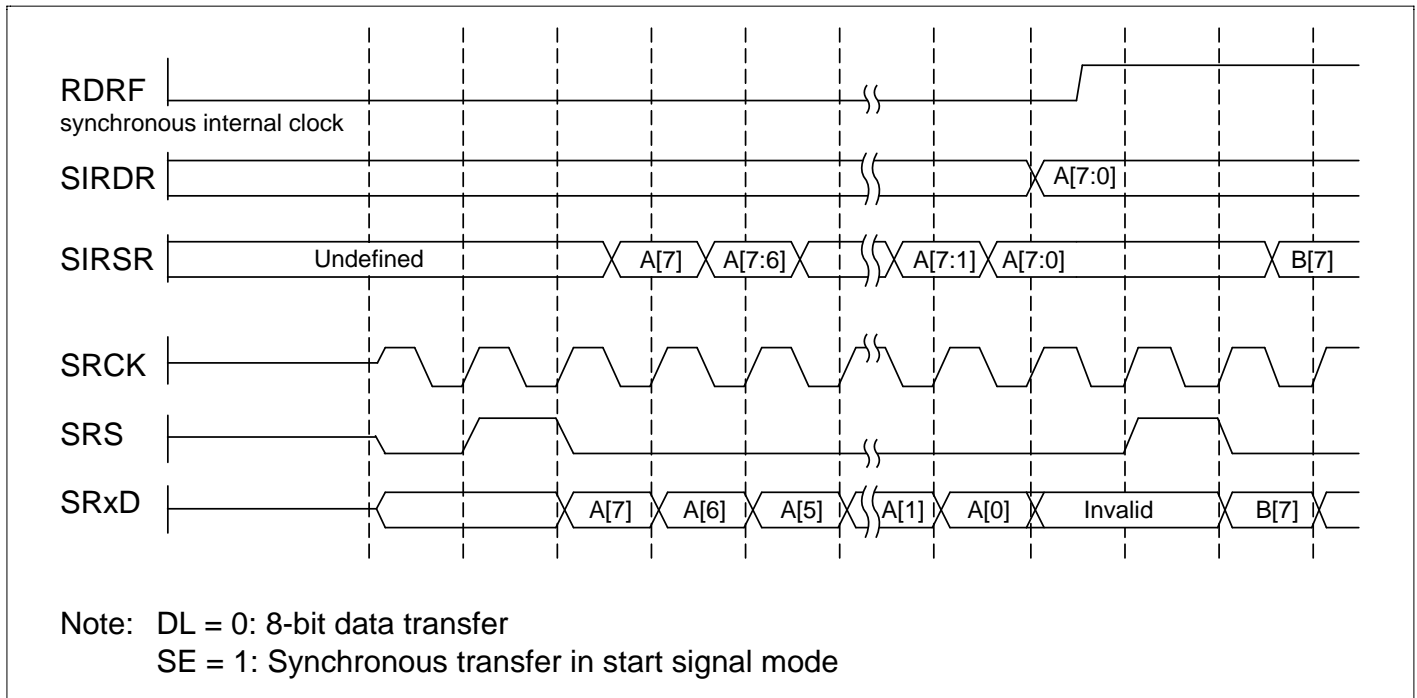 RDRF
synchronous internal clock
SIRDR
A[7:0]
SIRSR
Undefined A[7] A[7:6] A[7:1] A[7:0] B[7]
SRCK
SRS
SRxD
A[7] A[6] A[5] A[1] A[0] Invalid B[7]
Note: DL = 0: 8-bit data transfer
SE = 1: Synchronous transfer in start signal mode